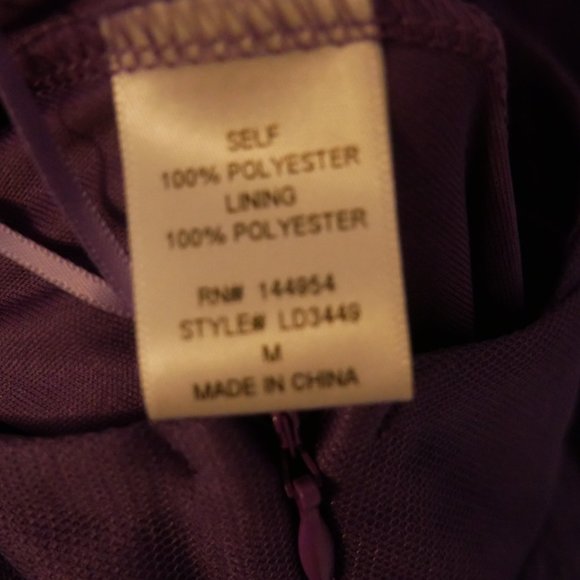 SELF
100% POLYESTER
LINING
100% POLYESTER
RN# 144954
STYLE# LD3449
M
MADE IN CHINA